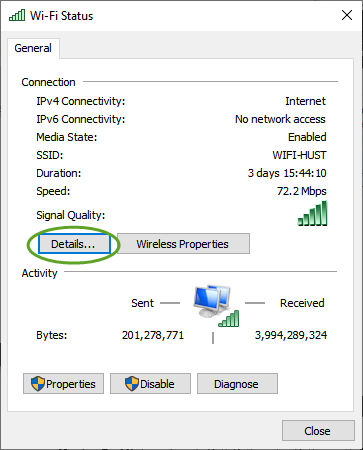 Wi-Fi Status
General
Connection
IPv4 Connectivity: Internet
IPv6 Connectivity: No network access
Media State: Enabled
SSID: WIFI-HUST
Duration: 3 days 15:44:10
Speed: 72.2 Mbps
Signal Quality:
Details... Wireless Properties
Activity
Sent — Received
Bytes: 201,278,771 | 3,994,289,324
Properties Disable Diagnose
Close